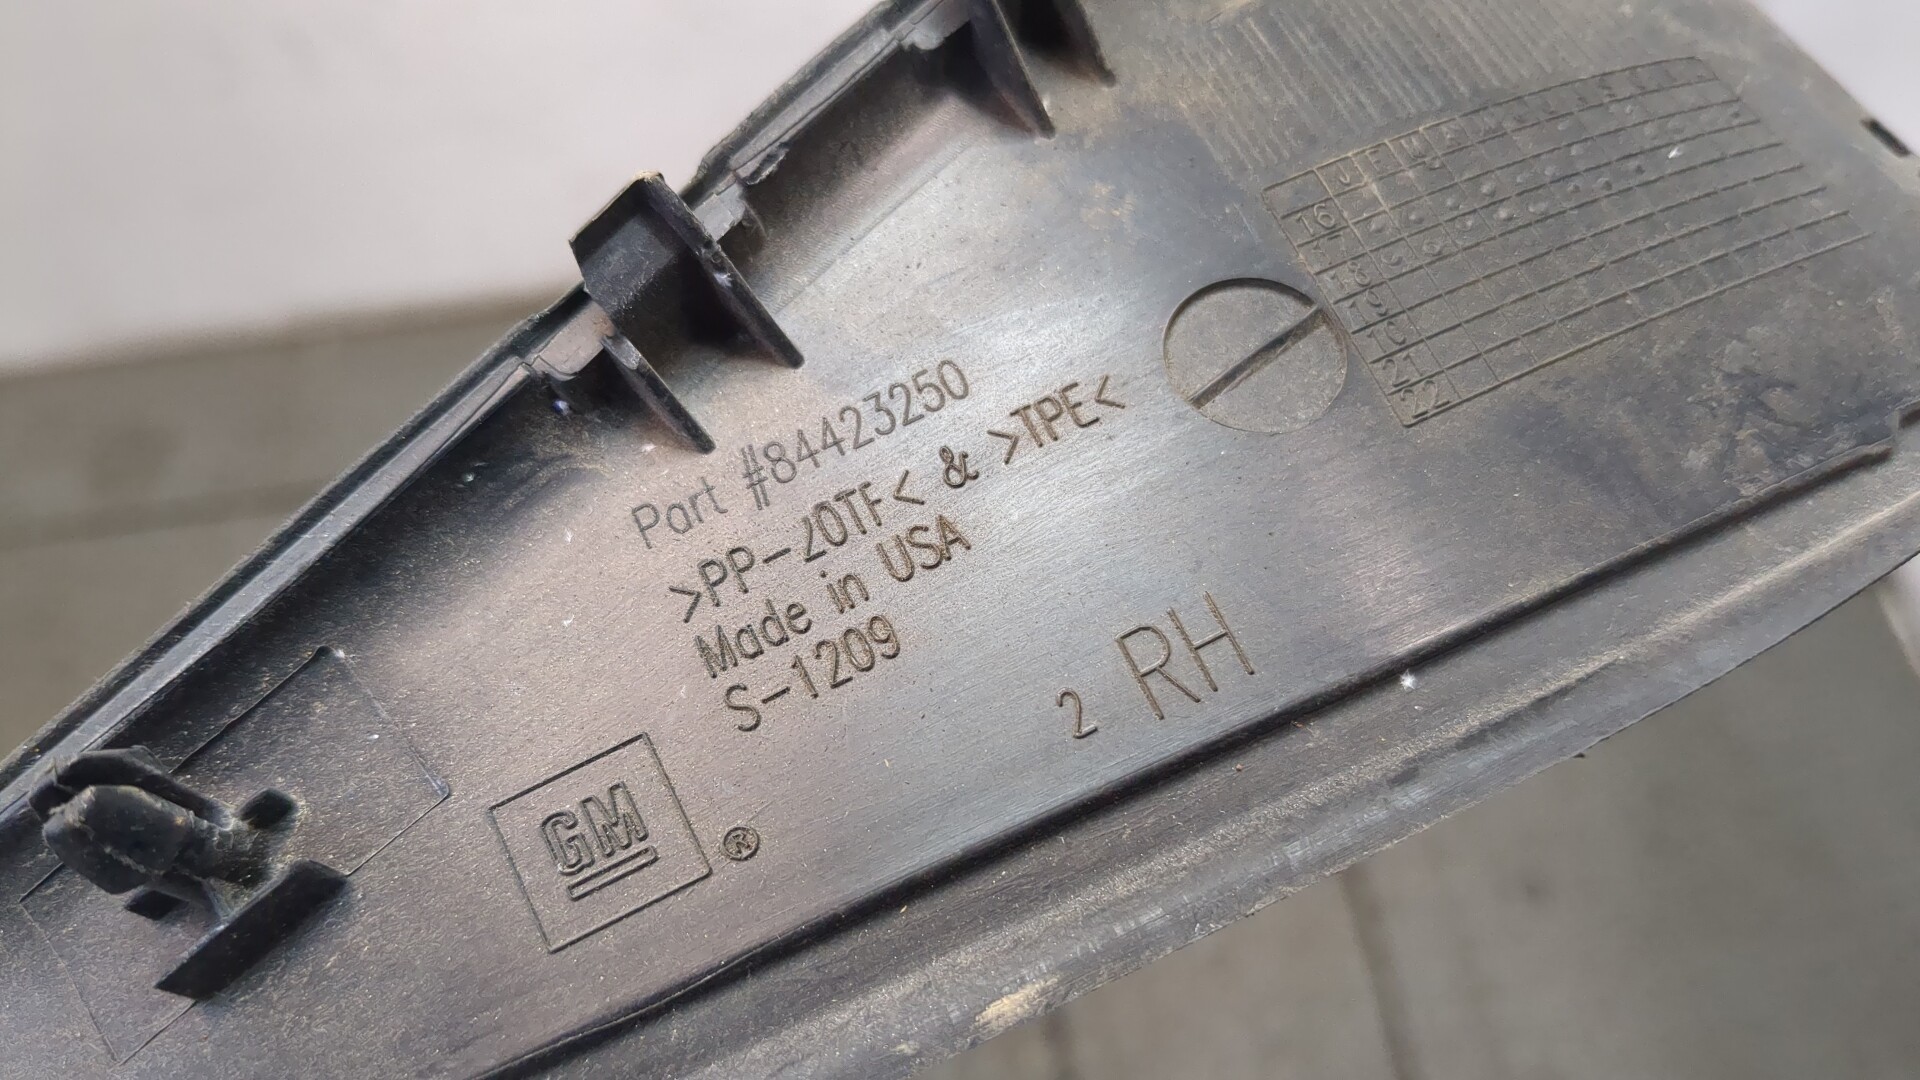 Part #84423250
>PP-20TF< & >TPE<
Made in USA
S-1209
2 RH
GM
®
J F M A M J J A S O N D
16
17
18
19
21
22